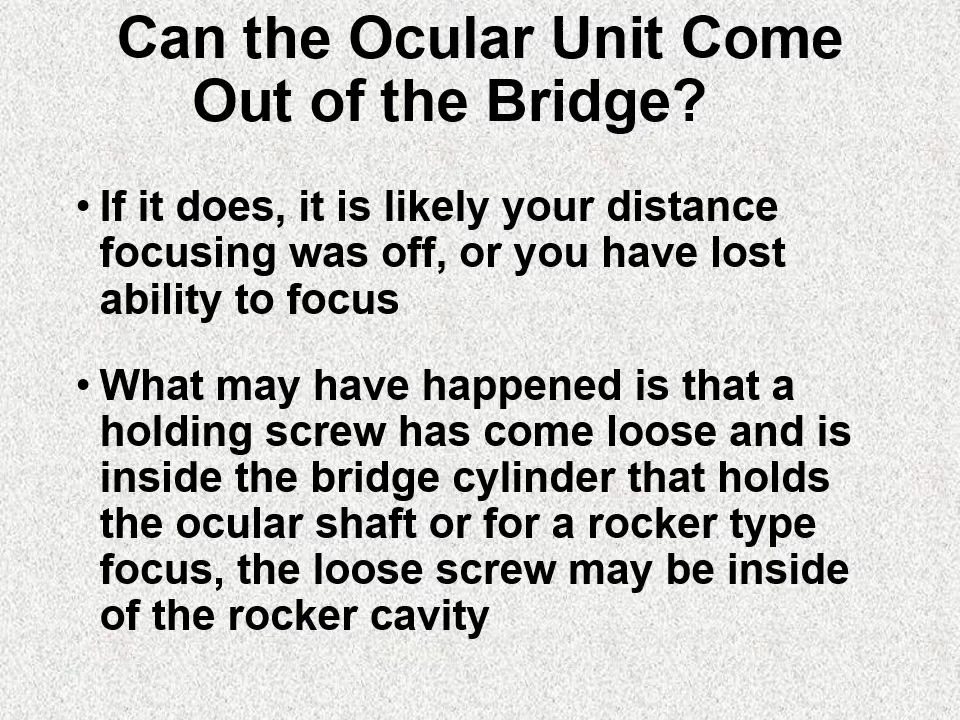 Can the Ocular Unit Come
Out of the Bridge?
• If it does, it is likely your distance
focusing was off, or you have lost
ability to focus
• What may have happened is that a
holding screw has come loose and is
inside the bridge cylinder that holds
the ocular shaft or for a rocker type
focus, the loose screw may be inside
of the rocker cavity